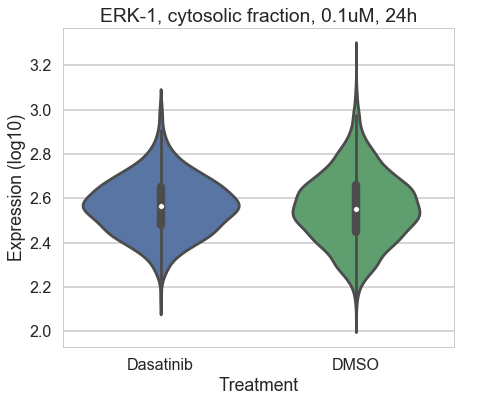 ERK-1, cytosolic fraction, 0.1uM, 24h
Expression (log10)
3.2
3.0
2.8
2.6
2.4
2.2
2.0
Dasatinib DMSO
Treatment